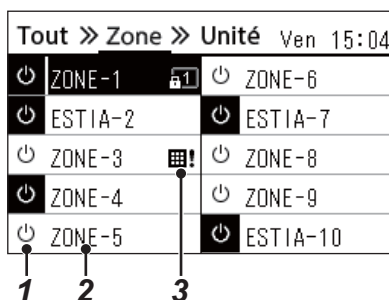 Tout » Zone » Unité Ven 15:04
ZONE-1 1 ZONE-6
ESTIA-2 ESTIA-7
ZONE-3 ! ZONE-8
ZONE-4 ZONE-9
ZONE-5 ESTIA-10
1 2 3